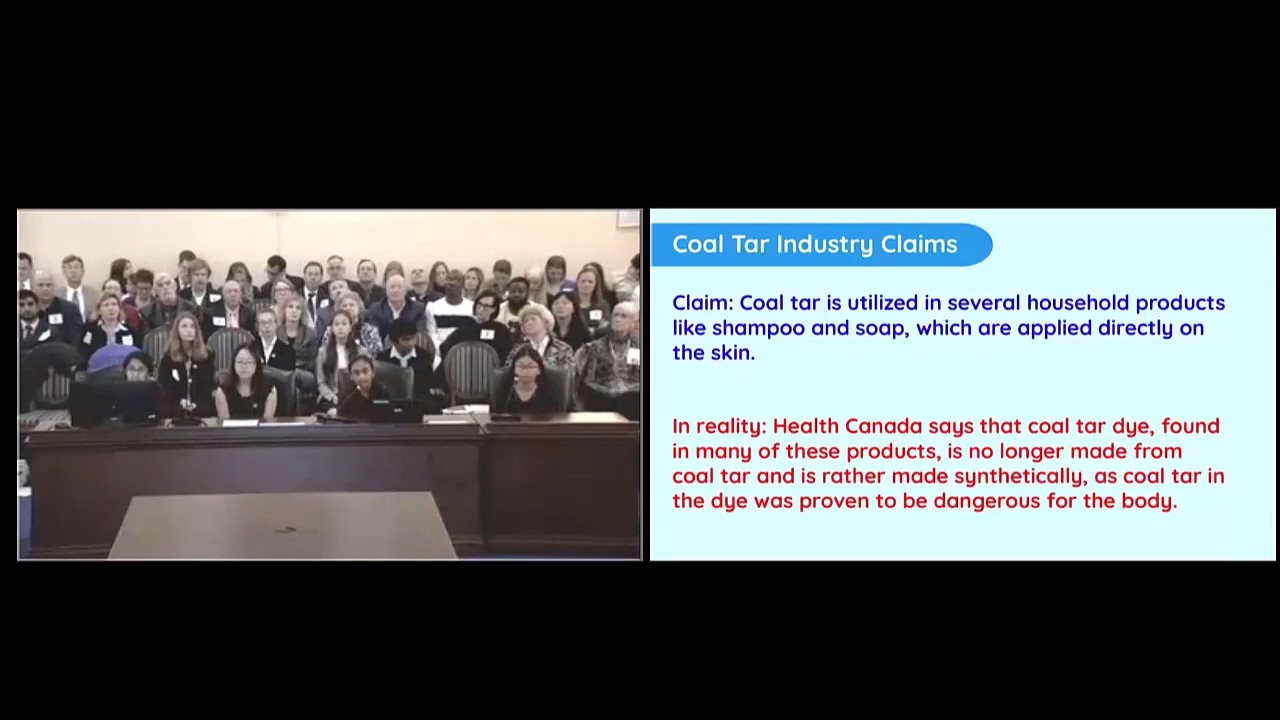 Coal Tar Industry Claims
Claim: Coal tar is utilized in several household products
like shampoo and soap, which are applied directly on
the skin.
In reality: Health Canada says that coal tar dye, found
in many of these products, is no longer made from
coal tar and is rather made synthetically, as coal tar in
the dye was proven to be dangerous for the body.